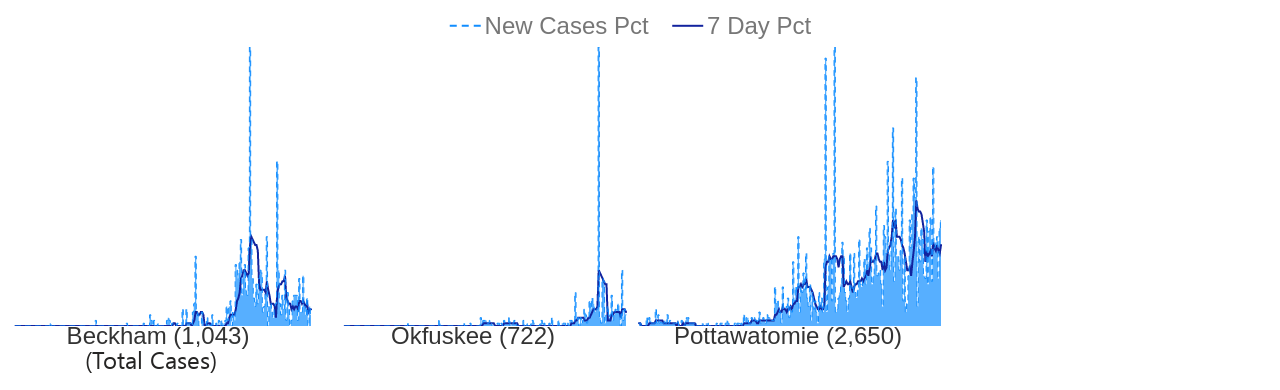 New Cases Pct 7 Day Pct
Beckham (1,043) Okfuskee (722) Pottawatomie (2,650)
(Total Cases)